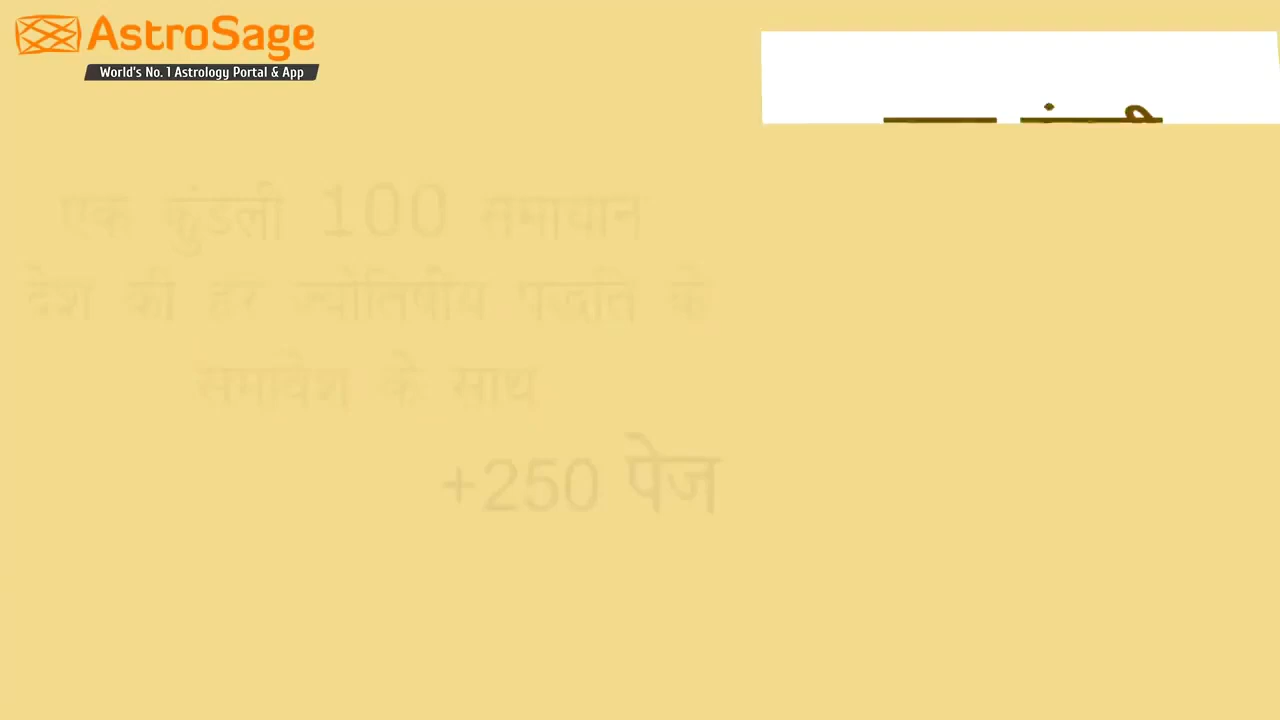 AstroSage
World's No. 1 Astrology Portal & App
एक कुंडली 100 समाधान
देश की हर ज्योतिषीय पद्धति के
समावेश के साथ
+250 पेज